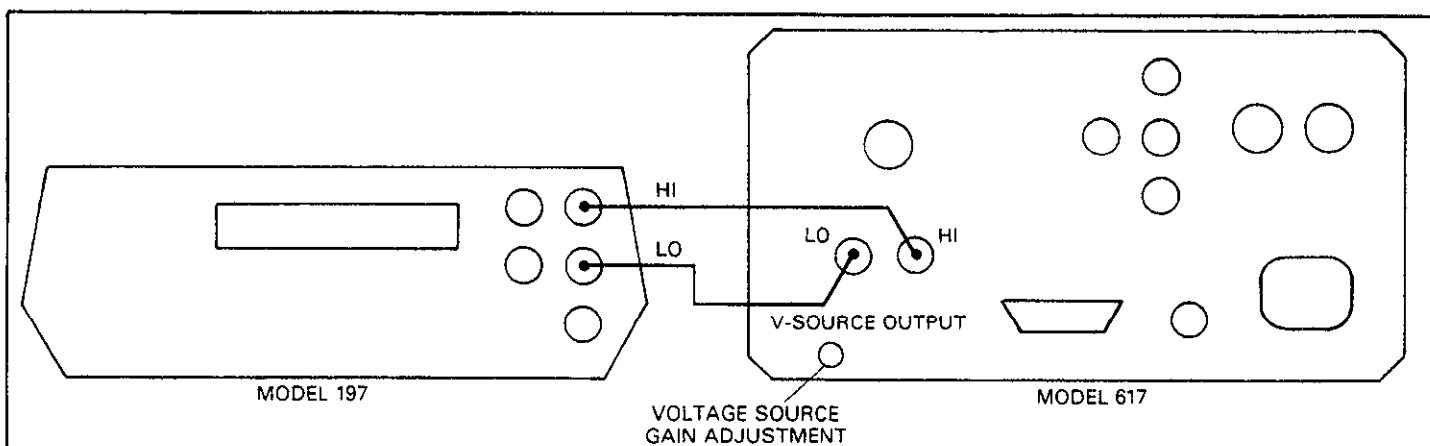 HI
LO
LO
HI
V-SOURCE OUTPUT
MODEL 197
MODEL 617
VOLTAGE SOURCE
GAIN ADJUSTMENT